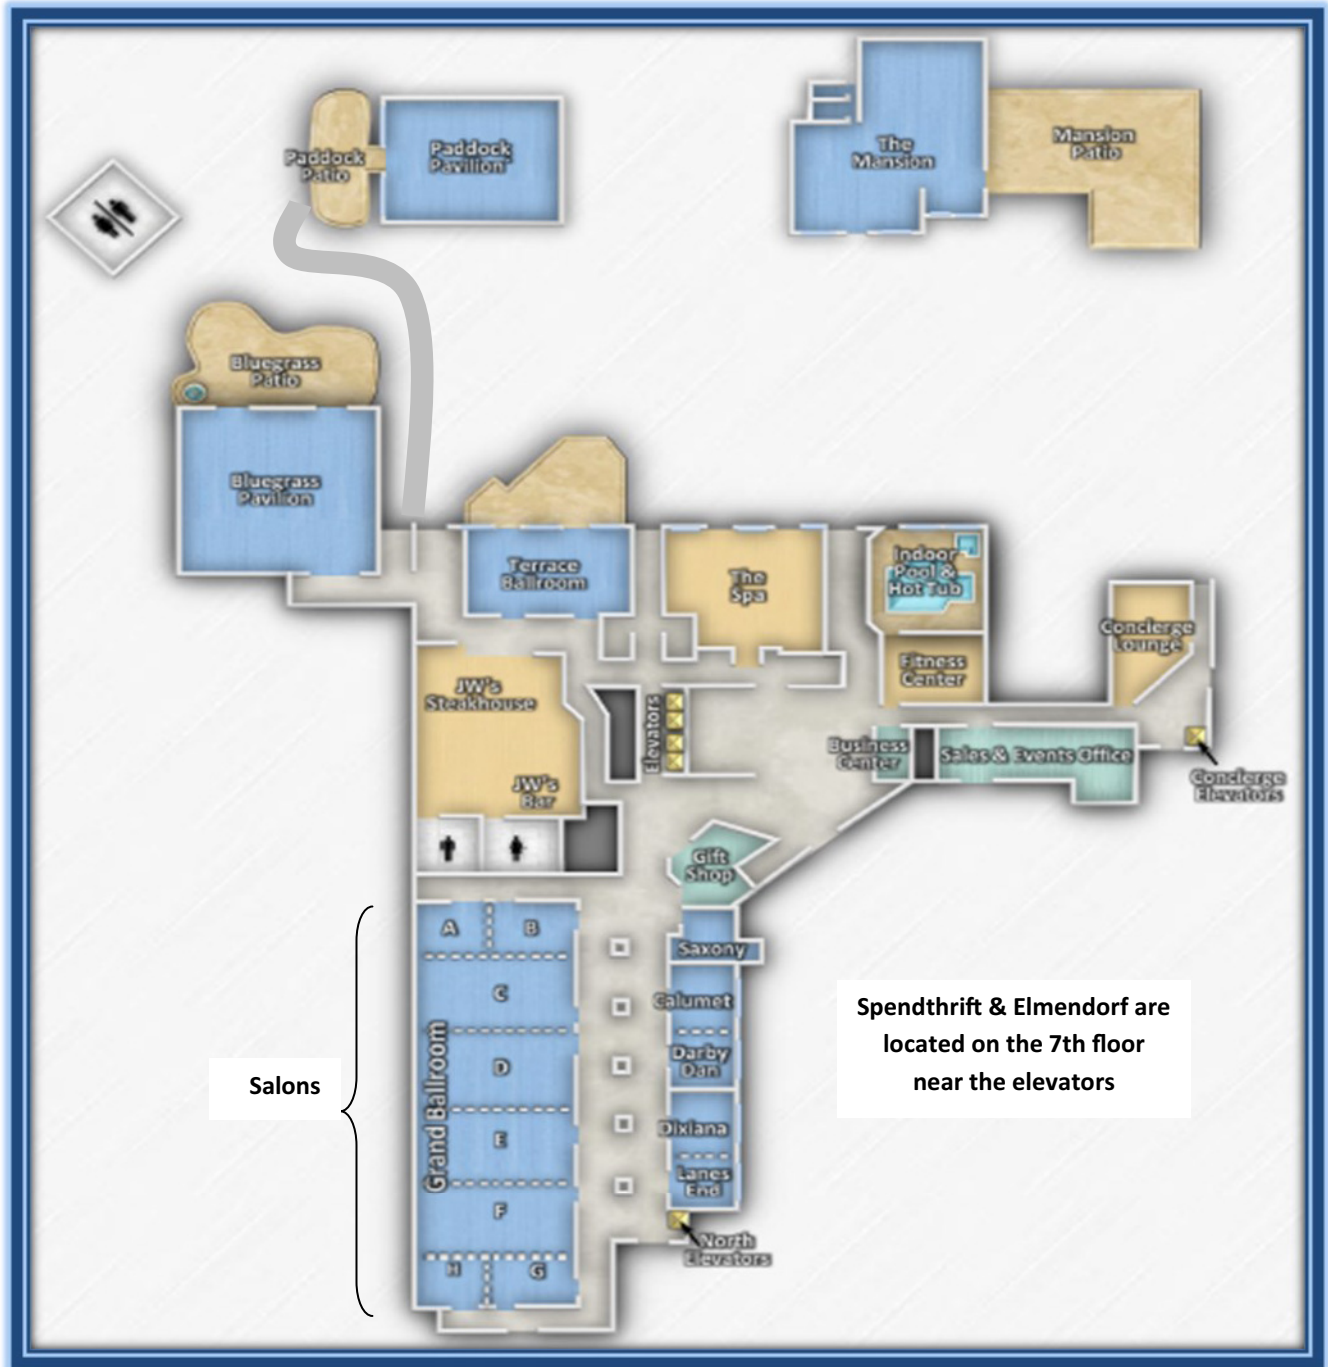 Paddock
Patio
Paddock
Pavilion
The
Mansion
Mansion
Patio
Bluegrass
Patio
Bluegrass
Pavilion
Terrace
Ballroom
The
Spa
Indoor
Pool &
Hot Tub
Fitness
Center
Concierge
Lounge
JW's
Steakhouse
JW's
Bar
Elevators
Business
Center
Sales & Events Office
Concierge
Elevators
Gift
Shop
Salons
Grand Ballroom
A
B
C
D
E
F
H
G
Saxony
Calumet
Darby
Dan
Dixiana
Lanes
End
North
Elevators
Spendthrift & Elmendorf are
located on the 7th floor
near the elevators